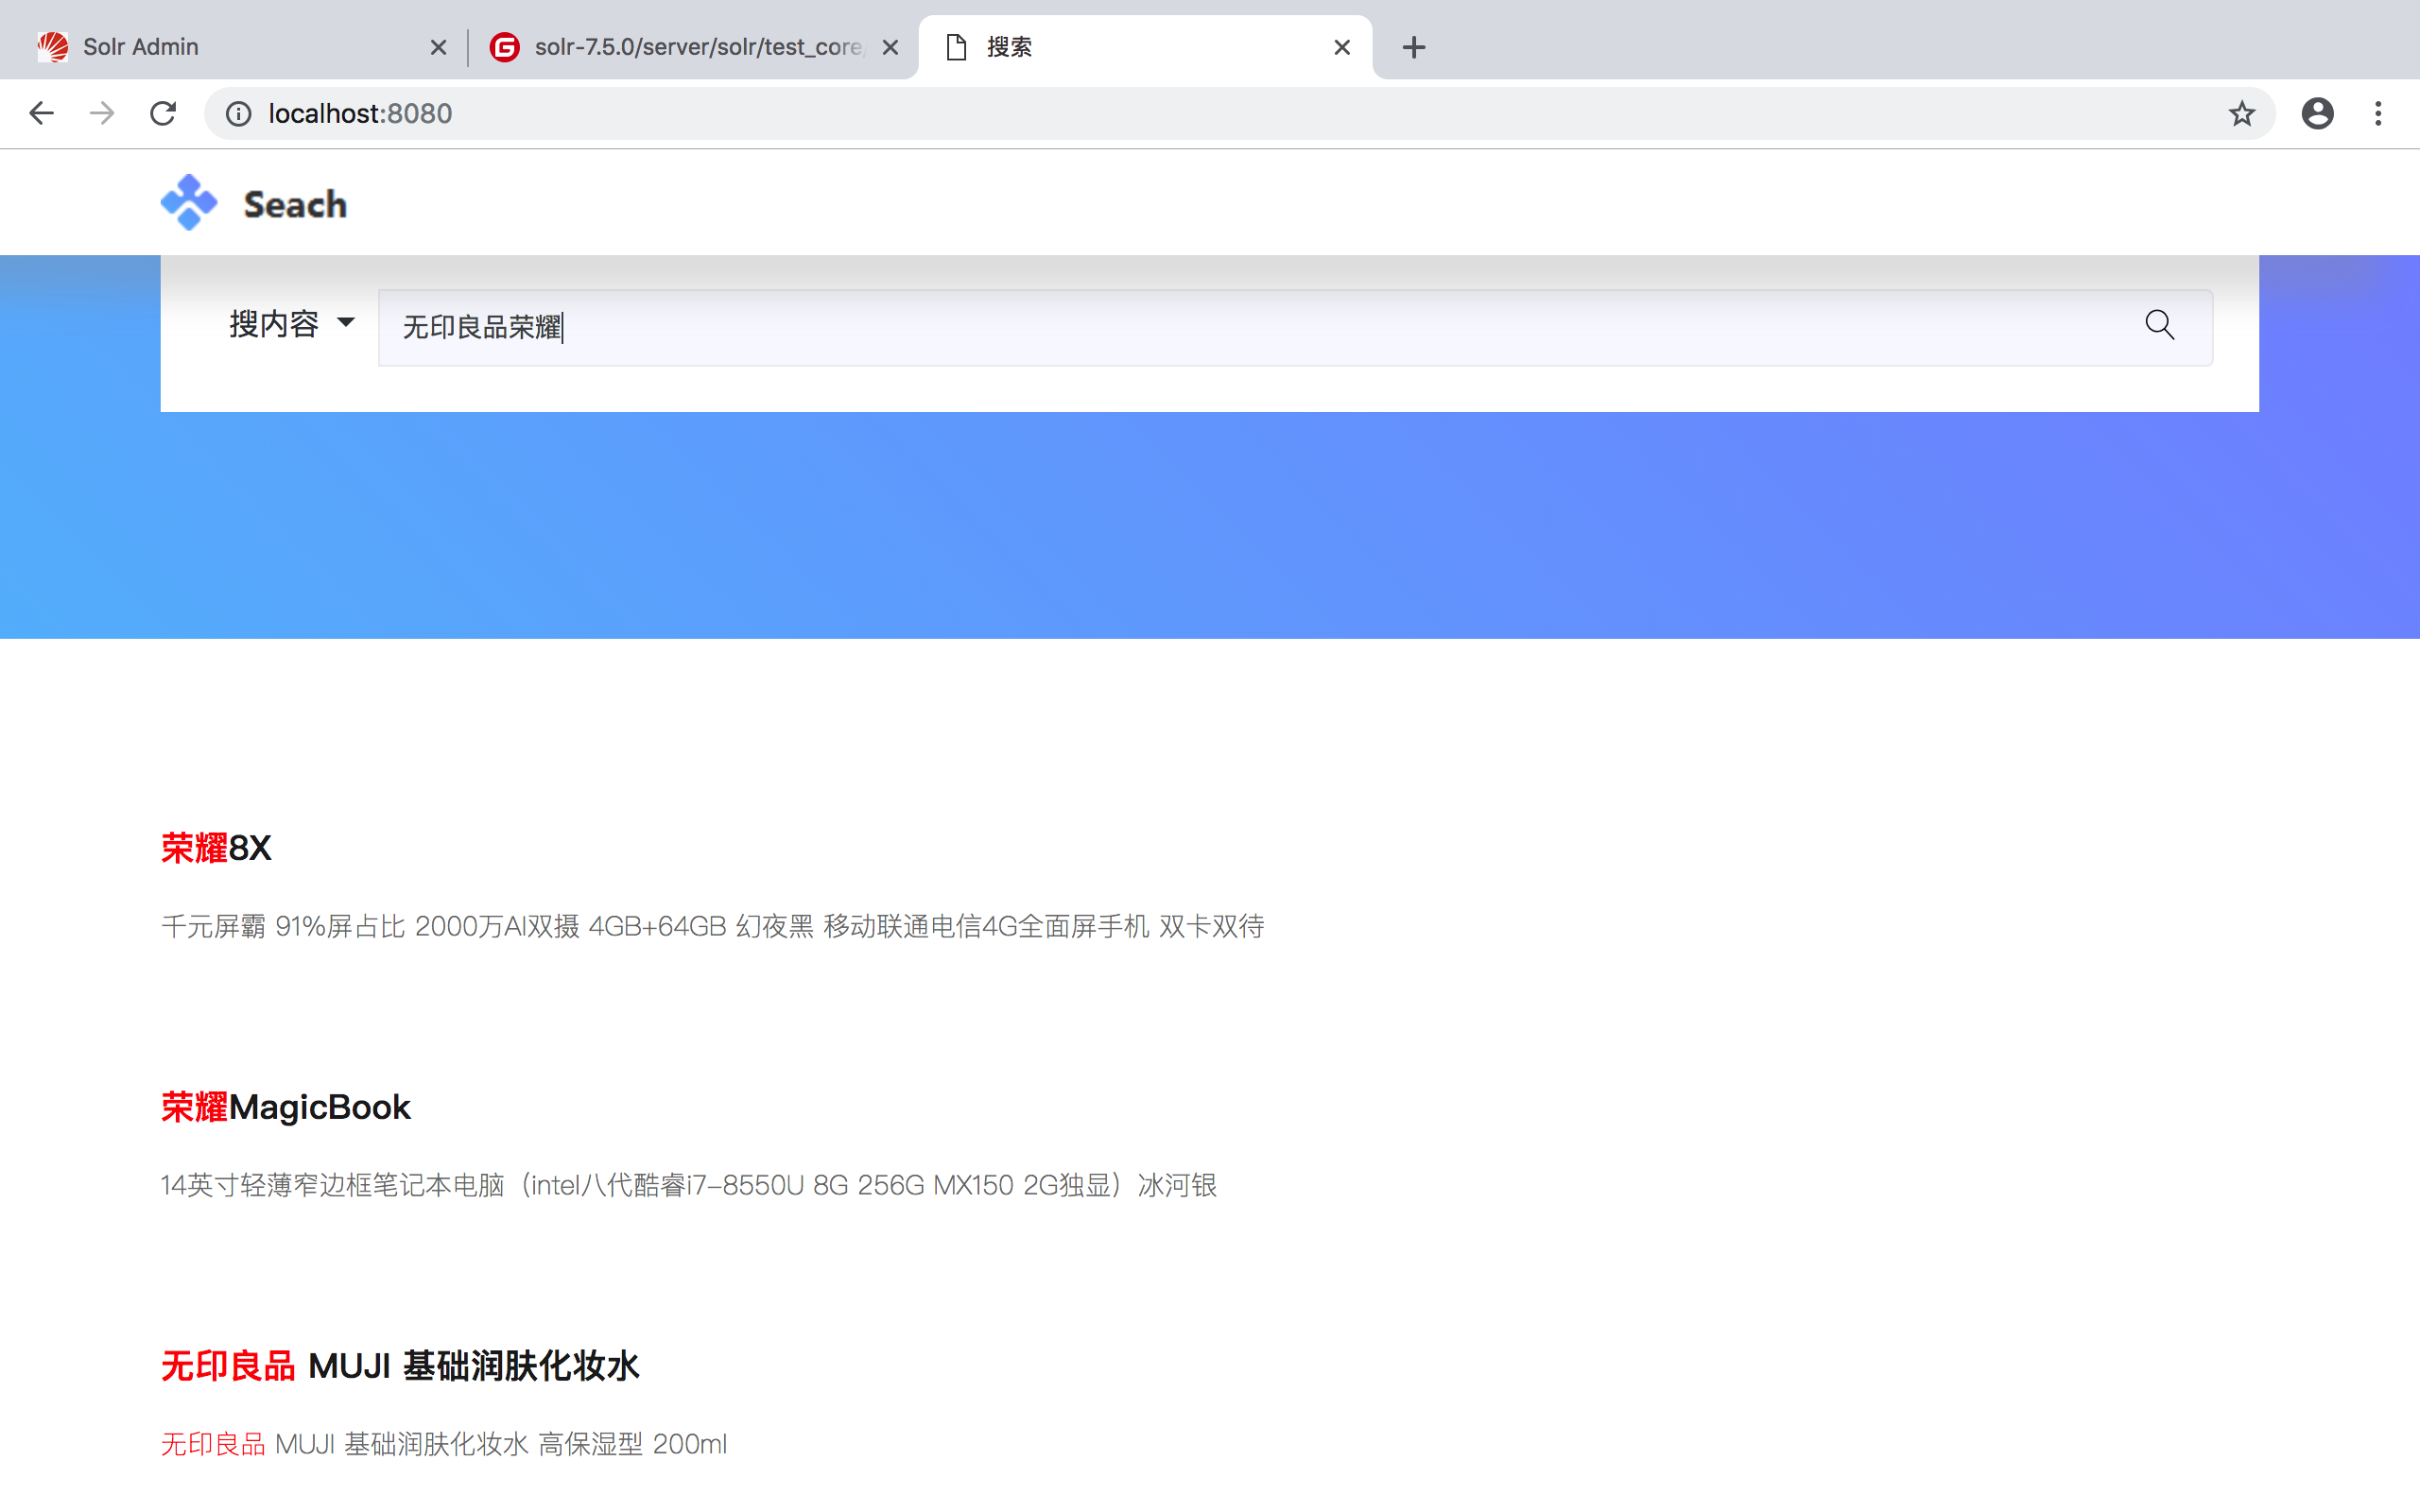 Solr Admin
solr-7.5.0/server/solr/test_core/
搜索
localhost:8080
Seach
搜内容
无印良品荣耀
荣耀8X
千元屏霸 91%屏占比 2000万AI双摄 4GB+64GB 幻夜黑 移动联通电信4G全面屏手机 双卡双待
荣耀MagicBook
14英寸轻薄窄边框笔记本电脑（intel八代酷睿i7-8550U 8G 256G MX150 2G独显）冰河银
无印良品 MUJI 基础润肤化妆水
无印良品 MUJI 基础润肤化妆水 高保湿型 200ml